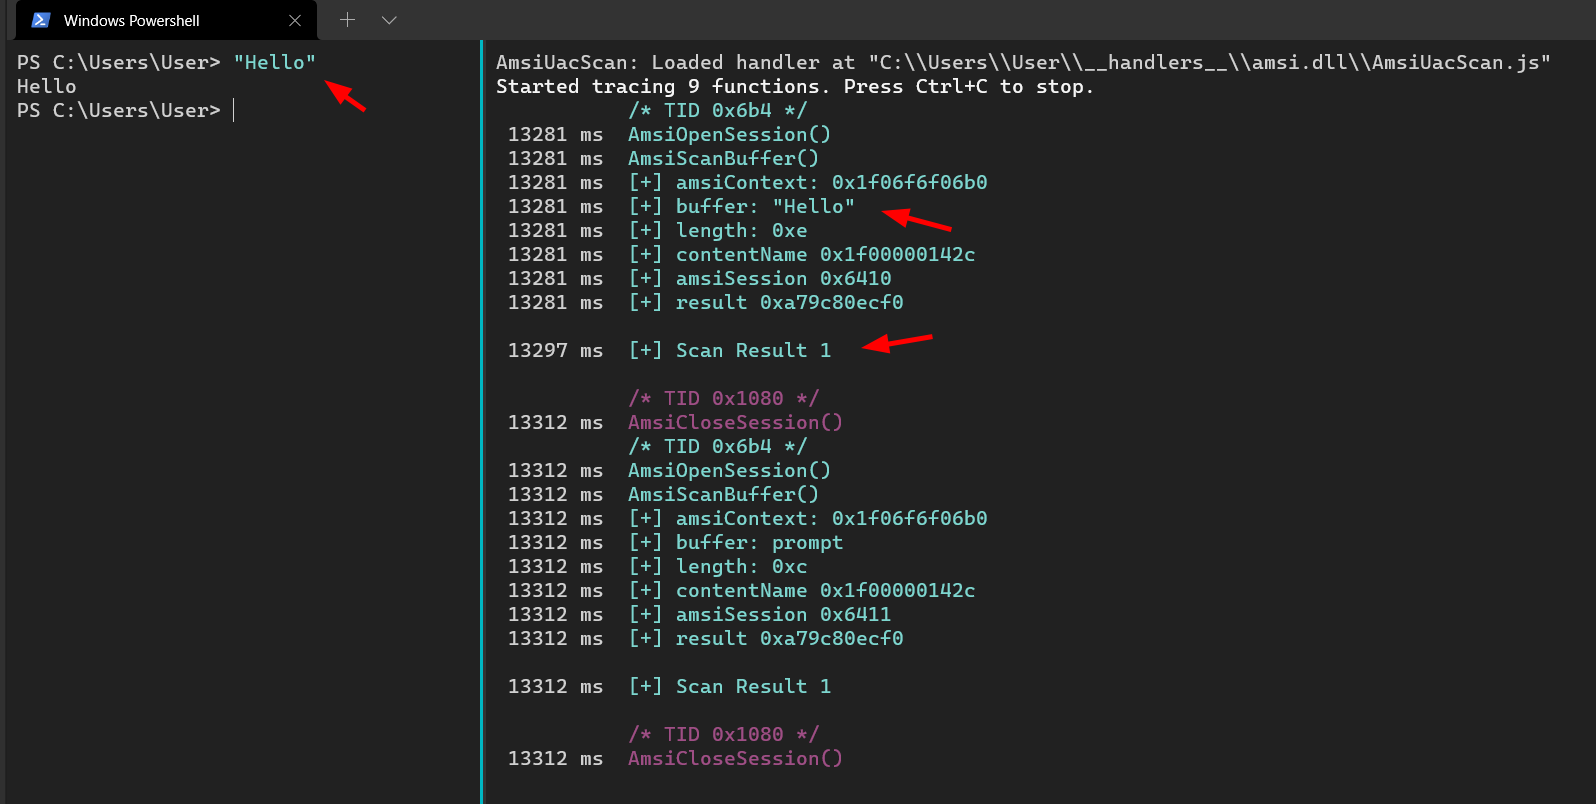 Windows Powershell
PS C:\Users\User> "Hello"
Hello
PS C:\Users\User>
AmsiUacScan: Loaded handler at "C:\\Users\\User\\__handlers__\\amsi.dll\\AmsiUacScan.js"
Started tracing 9 functions. Press Ctrl+C to stop.
/* TID 0x6b4 */
13281 ms  AmsiOpenSession()
13281 ms  AmsiScanBuffer()
13281 ms  [+] amsiContext: 0x1f06f6f06b0
13281 ms  [+] buffer: "Hello"
13281 ms  [+] length: 0xe
13281 ms  [+] contentName 0x1f00000142c
13281 ms  [+] amsiSession 0x6410
13281 ms  [+] result 0xa79c80ecf0
13297 ms  [+] Scan Result 1
/* TID 0x1080 */
13312 ms  AmsiCloseSession()
/* TID 0x6b4 */
13312 ms  AmsiOpenSession()
13312 ms  AmsiScanBuffer()
13312 ms  [+] amsiContext: 0x1f06f6f06b0
13312 ms  [+] buffer: prompt
13312 ms  [+] length: 0xc
13312 ms  [+] contentName 0x1f00000142c
13312 ms  [+] amsiSession 0x6411
13312 ms  [+] result 0xa79c80ecf0
13312 ms  [+] Scan Result 1
/* TID 0x1080 */
13312 ms  AmsiCloseSession()